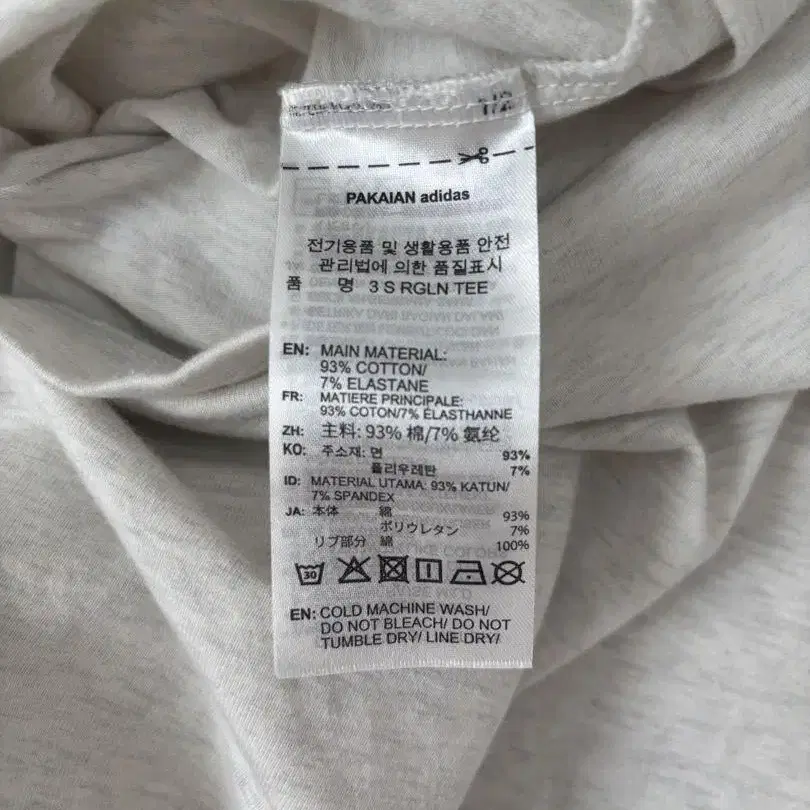 PAKAIAN adidas
전기용품 및 생활용품 안전
관리법에 의한 품질표시
품 명 3 S RGLN TEE
EN: MAIN MATERIAL:
93% COTTON/
7% ELASTANE
FR: MATIERE PRINCIPALE:
93% COTON/7% ÉLASTHANNE
ZH: 主料: 93% 棉/7% 氨纶
KO: 주소재: 면 93%
폴리우레탄 7%
ID: MATERIAL UTAMA: 93% KATUN/
7% SPANDEX
JA: 本体 綿 93%
ポリウレタン 7%
リブ部分 綿 100%
30
EN: COLD MACHINE WASH/
DO NOT BLEACH/ DO NOT
TUMBLE DRY/ LINE DRY/